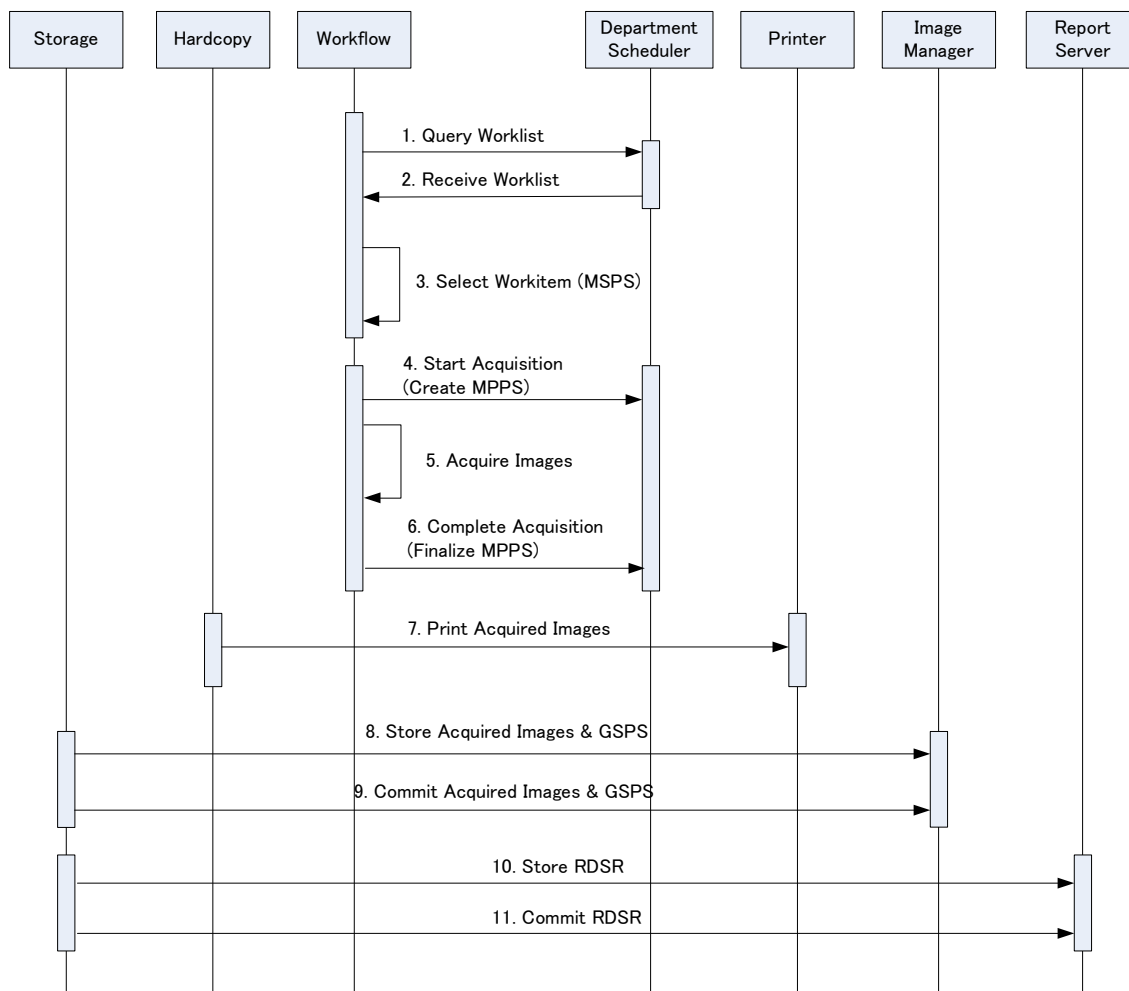 Storage
Hardcopy
Workflow
Department
Scheduler
Printer
Image
Manager
Report
Server
1. Query Worklist
2. Receive Worklist
3. Select Workitem (MSPS)
4. Start Acquisition
(Create MPPS)
5. Acquire Images
6. Complete Acquisition
(Finalize MPPS)
7. Print Acquired Images
8. Store Acquired Images & GSPS
9. Commit Acquired Images & GSPS
10. Store RDSR
11. Commit RDSR